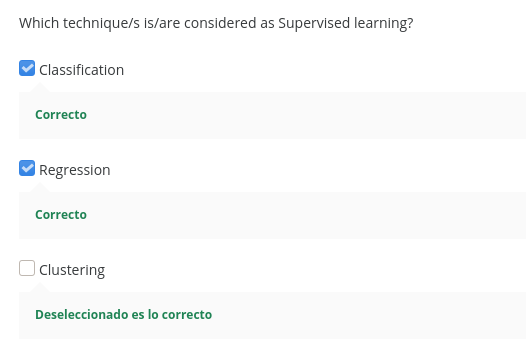 Which technique/s is/are considered as Supervised learning?
Classification
Correcto
Regression
Correcto
Clustering
Deseleccionado es lo correcto